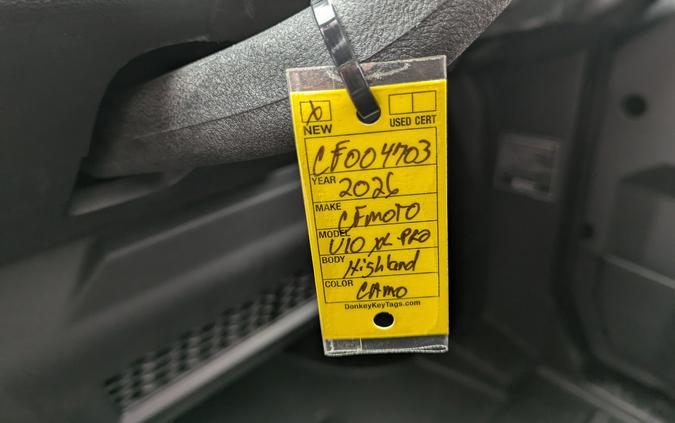 X
NEW USED CERT
CF004703
YEAR 2026
MAKE CFMOTO
MODEL U10 XL PRO
BODY Highland
COLOR CAMO
DonkeyKeyTags.com